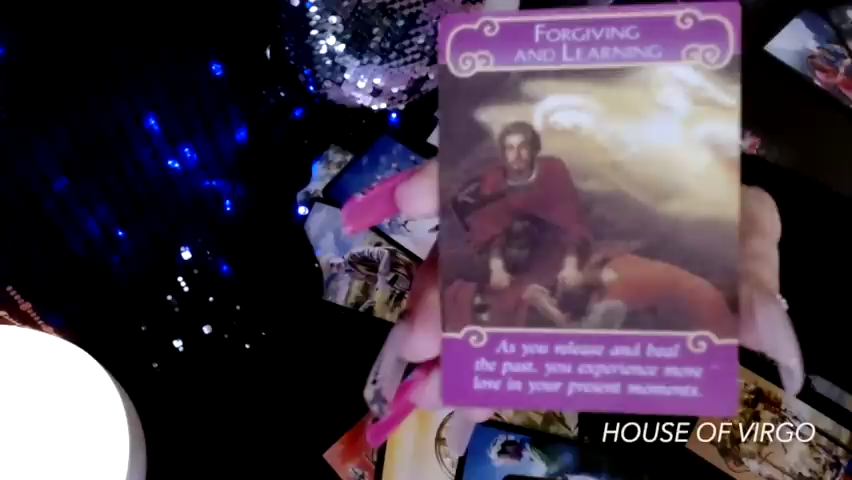 FORGIVING
AND LEARNING
As you release and heal
the past, you experience more
love in your present moments.
HOUSE OF VIRGO